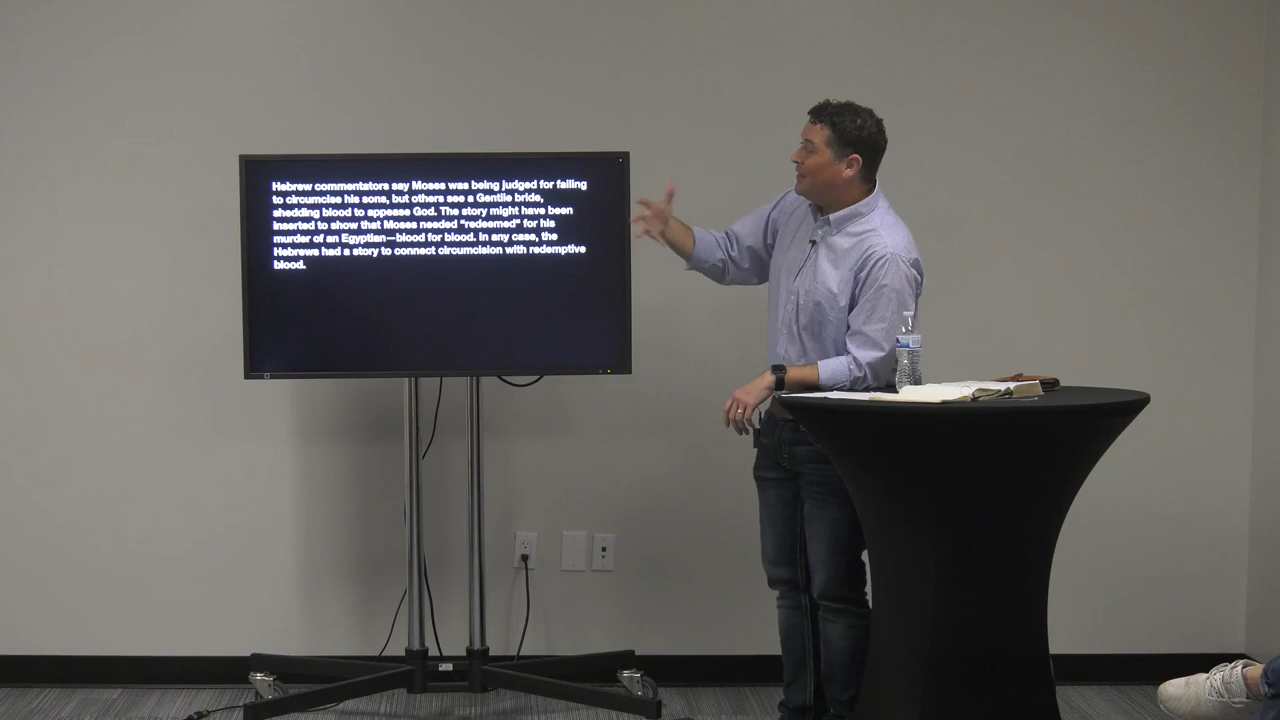 Hebrew commentators say Moses was being judged for failing
to circumcise his sons, but others see a Gentile bride,
shedding blood to appease God. The story might have been
inserted to show that Moses needed "redeemed" for his
murder of an Egyptian—blood for blood. In any case, the
Hebrews had a story to connect circumcision with redemptive
blood.